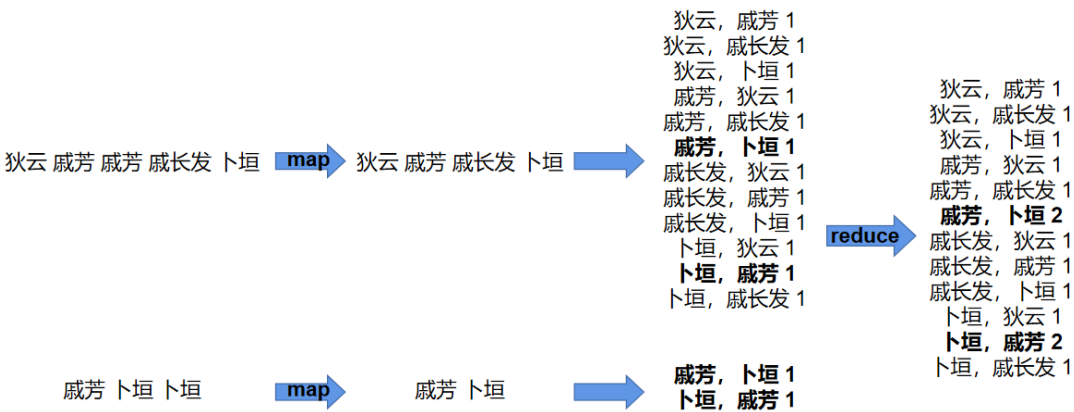 狄云 戚芳 戚芳 戚长发 卜垣
map
狄云 戚芳 戚长发 卜垣
狄云，戚芳 1
狄云，戚长发 1
狄云，卜垣 1
戚芳，狄云 1
戚芳，戚长发 1
戚芳，卜垣 1
戚长发，狄云 1
戚长发，戚芳 1
戚长发，卜垣 1
卜垣，狄云 1
卜垣，戚芳 1
卜垣，戚长发 1
戚芳 卜垣 卜垣
map
戚芳 卜垣
戚芳，卜垣 1
卜垣，戚芳 1
reduce
狄云，戚芳 1
狄云，戚长发 1
狄云，卜垣 1
戚芳，狄云 1
戚芳，戚长发 1
戚芳，卜垣 2
戚长发，狄云 1
戚长发，戚芳 1
戚长发，卜垣 1
卜垣，狄云 1
卜垣，戚芳 2
卜垣，戚长发 1